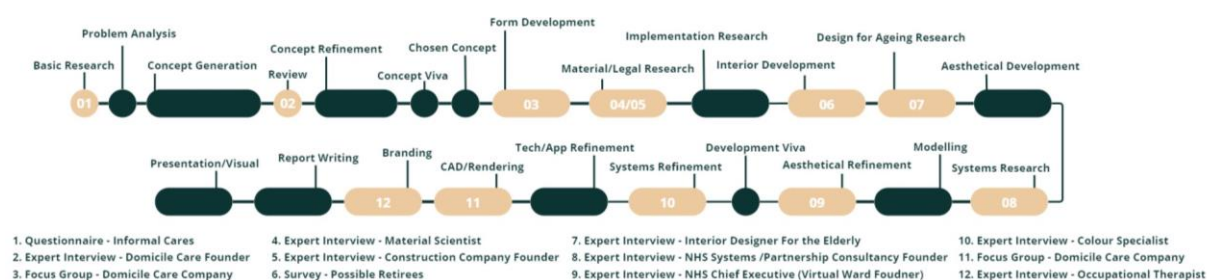 Basic Research
Problem Analysis
Concept Generation
Review
Concept Refinement
Concept Viva
Chosen Concept
Form Development
Material/Legal Research
Implementation Research
Interior Development
Design for Ageing Research
Aesthetical Development
01
02
03
04/05
06
07
Presentation/Visual
Report Writing
Branding
CAD/Rendering
Tech/App Refinement
Systems Refinement
Development Viva
Aesthetical Refinement
Modelling
Systems Research
12
11
10
09
08
1. Questionnaire - Informal Cares
2. Expert Interview - Domicile Care Founder
3. Focus Group - Domicile Care Company
4. Expert Interview - Material Scientist
5. Expert Interview - Construction Company Founder
6. Survey - Possible Retirees
7. Expert Interview - Interior Designer For the Elderly
8. Expert Interview - NHS Systems /Partnership Consultancy Founder
9. Expert Interview - NHS Chief Executive (Virtual Ward Foudner)
10. Expert Interview - Colour Specialist
11. Focus Group - Domicile Care Company
12. Expert Interview - Occupational Therapist